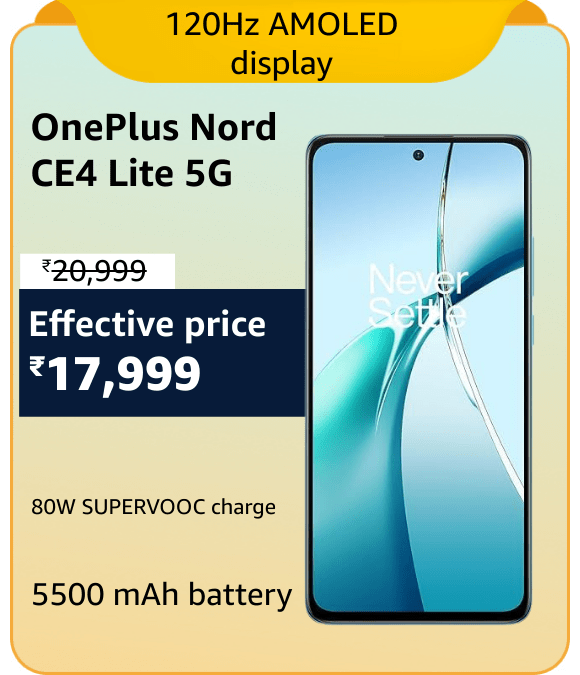 120Hz AMOLED
display
OnePlus Nord
CE4 Lite 5G
₹20,999
Effective price
₹17,999
Never
Settle
80W SUPERVOOC charge
5500 mAh battery